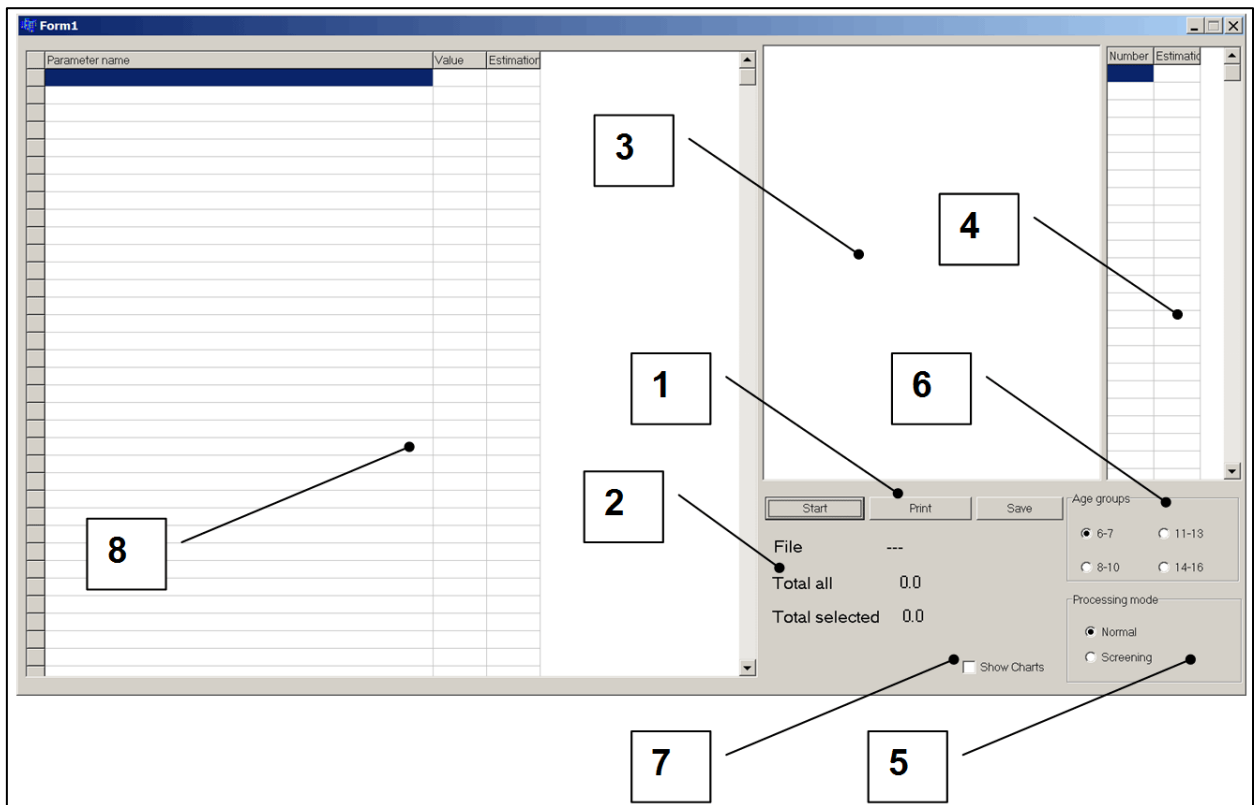 Form1
Parameter name Value Estimation
Number Estimatic
3
4
1
6
2
8
Start Print Save
Age groups
6-7 11-13
8-10 14-16
File ---
Total all 0.0
Total selected 0.0
Processing mode
Normal
Screening
Show Charts
7
5